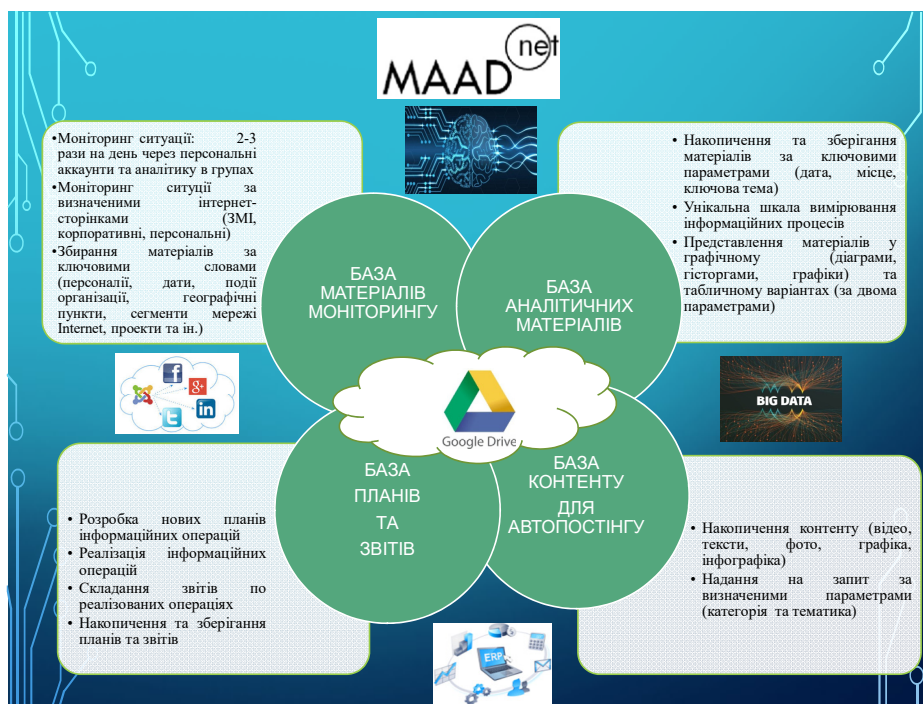 MAAD net
•Моніторинг ситуації: 2-3
рази на день через персональні
аккаунти та аналітику в групах
•Моніторинг ситуції за
визначеними інтернет-
сторінками (ЗМІ,
корпоративні, персональні)
•Збирання матеріалів за
ключовими словами
(персоналії, дати, події
організації, географічні
пункти, сегменти мережі
Internet, проекти та ін.)
• Накопичення та зберігання
матеріалів за ключовими
параметрами (дата, місце,
ключова тема)
• Унікальна шкала вимірювання
інформаційних процесів
• Представлення матеріалів у
графічному (діаграми,
гісторгами, графіки) та
табличному варіантах (за двома
параметрами)
БАЗА
МАТЕРІАЛІВ
МОНІТОРИНГУ
БАЗА
АНАЛІТИЧНИХ
МАТЕРІАЛІВ
Google Drive
BIG DATA
БАЗА
ПЛАНІВ
ТА
ЗВІТІВ
БАЗА
КОНТЕНТУ
ДЛЯ
АВТОПОСТІНГУ
• Розробка нових планів
інформаційних операцій
• Реалізація інформаційних
операцій
• Складання звітів по
реалізованих операціях
• Накопичення та зберігання
планів та звітів
• Накопичення контенту (відео,
тексти, фото, графіка,
інфографіка)
• Надання на запит за
визначеними параметрами
(категорія та тематика)
ERP